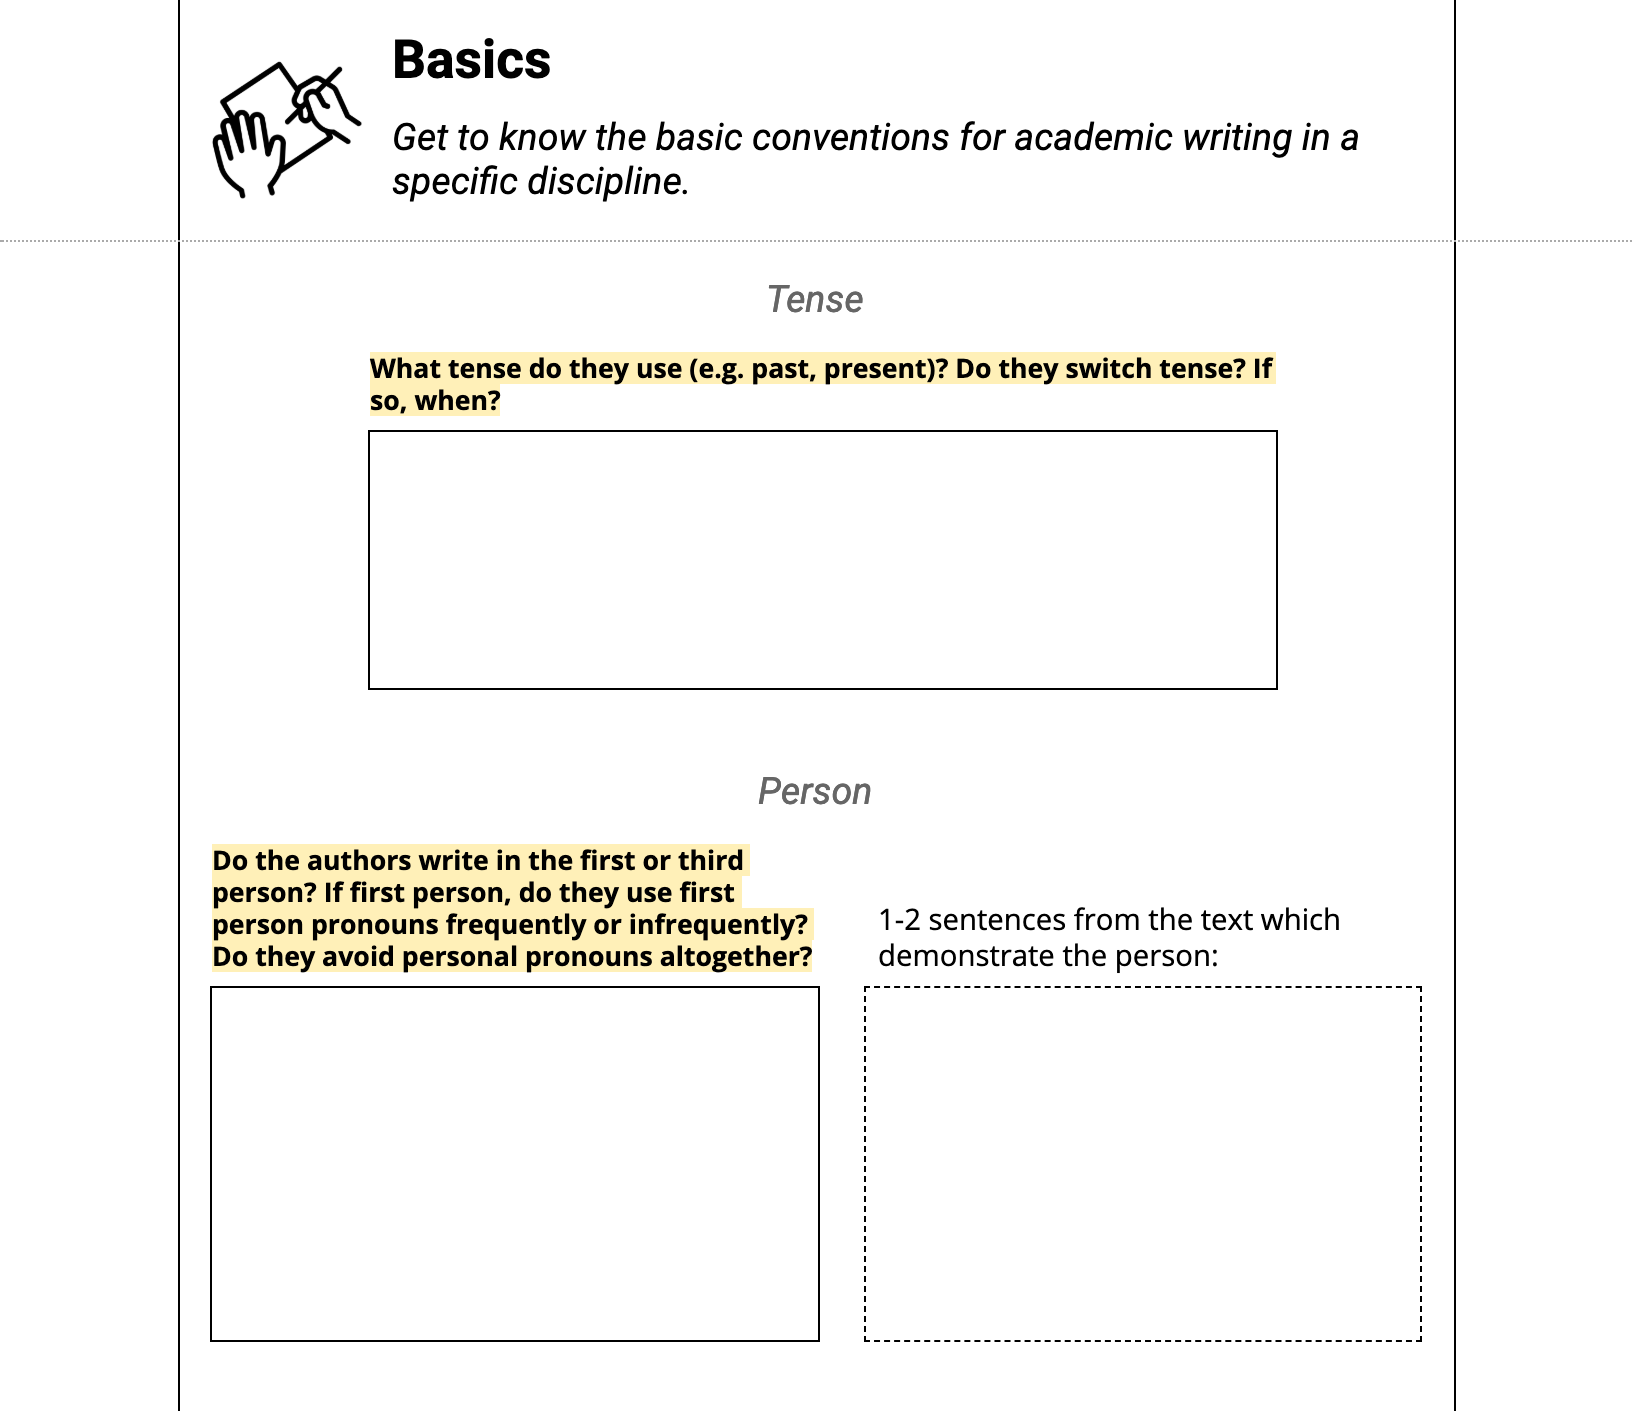 Basics
Get to know the basic conventions for academic writing in a
specific discipline.
Tense
What tense do they use (e.g. past, present)? Do they switch tense? If
so, when?
Person
Do the authors write in the first or third
person? If first person, do they use first
person pronouns frequently or infrequently?
Do they avoid personal pronouns altogether?
1-2 sentences from the text which
demonstrate the person: